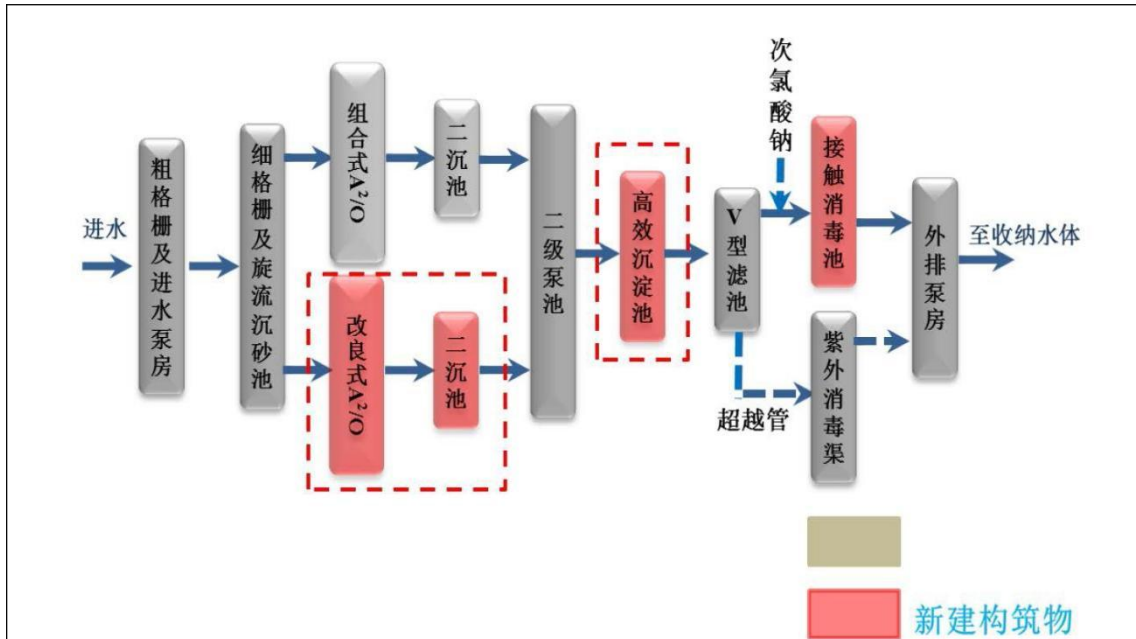 进水
粗格栅及进水泵房
细格栅及旋流沉砂池
组合式A²/O
二沉池
改良式A²/O
二沉池
二级泵池
高效沉淀池
V型滤池
次氯酸钠
接触消毒池
超越管
紫外消毒渠
外排泵房
至收纳水体
新建构筑物